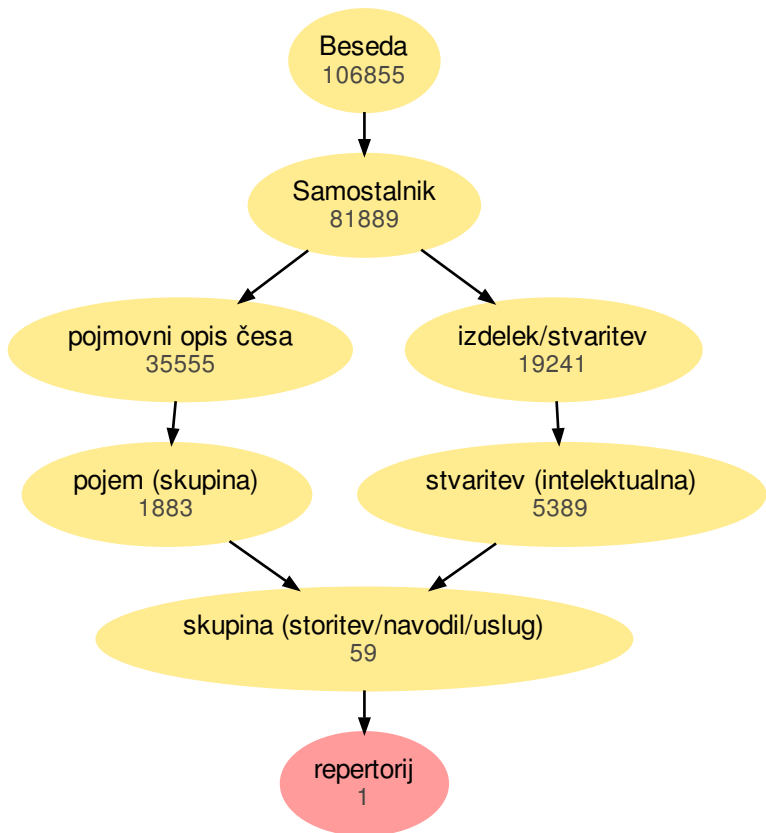 Beseda
106855
Samostalnik
81889
pojmovni opis česa
35555
izdelek/stvaritev
19241
pojem (skupina)
1883
stvaritev (intelektualna)
5389
skupina (storitev/navodil/uslug)
59
repertorij
1